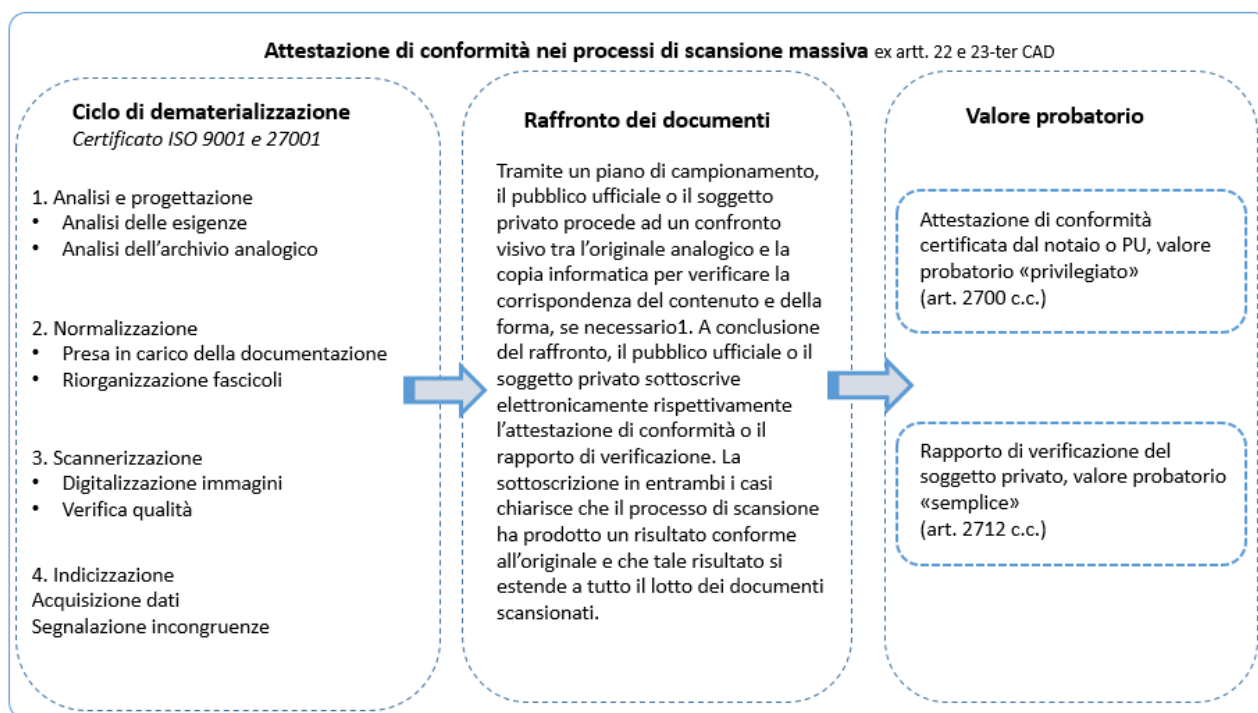 Attestazione di conformità nei processi di scansione massiva ex artt. 22 e 23-ter CAD
Ciclo di dematerializzazione
Certificato ISO 9001 e 27001
1. Analisi e progettazione
• Analisi delle esigenze
• Analisi dell’archivio analogico
2. Normalizzazione
• Presa in carico della documentazione
• Riorganizzazione fascicoli
3. Scannerizzazione
• Digitalizzazione immagini
• Verifica qualità
4. Indicizzazione
Acquisizione dati
Segnalazione incongruenze
Raffronto dei documenti
Tramite un piano di campionamento,
il pubblico ufficiale o il soggetto
privato procede ad un confronto
visivo tra l’originale analogico e la
copia informatica per verificare la
corrispondenza del contenuto e della
forma, se necessario1. A conclusione
del raffronto, il pubblico ufficiale o il
soggetto privato sottoscrive
elettronicamente rispettivamente
l’attestazione di conformità o il
rapporto di verificazione. La
sottoscrizione in entrambi i casi
chiarisce che il processo di scansione
ha prodotto un risultato conforme
all’originale e che tale risultato si
estende a tutto il lotto dei documenti
scansionati.
Valore probatorio
Attestazione di conformità
certificata dal notaio o PU, valore
probatorio «privilegiato»
(art. 2700 c.c.)
Rapporto di verificazione del
soggetto privato, valore probatorio
«semplice»
(art. 2712 c.c.)